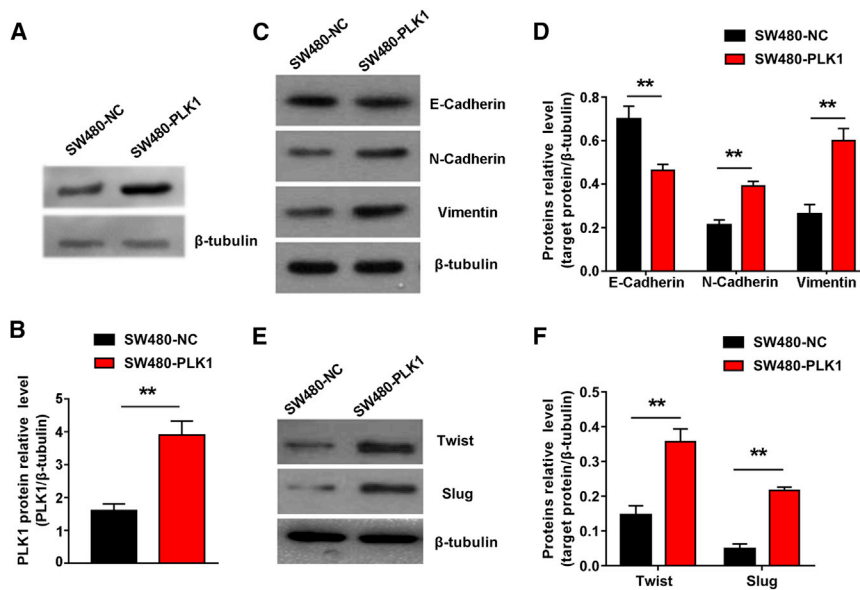 A
SW480-NC
SW480-PLK1
β-tubulin
B
SW480-NC
SW480-PLK1
PLK1 protein relative level
(PLK1/β-tubulin)
5
4
3
2
1
0
**
C
SW480-NC
SW480-PLK1
E-Cadherin
N-Cadherin
Vimentin
β-tubulin
D
SW480-NC
SW480-PLK1
Proteins relative level
(target protein/β-tubulin)
0.8
0.6
0.4
0.2
0.0
**
**
**
E-Cadherin
N-Cadherin
Vimentin
E
SW480-NC
SW480-PLK1
Twist
Slug
β-tubulin
F
SW480-NC
SW480-PLK1
Proteins relative level
(target protein/β-tubulin)
0.5
0.4
0.3
0.2
0.1
0.0
**
**
Twist
Slug